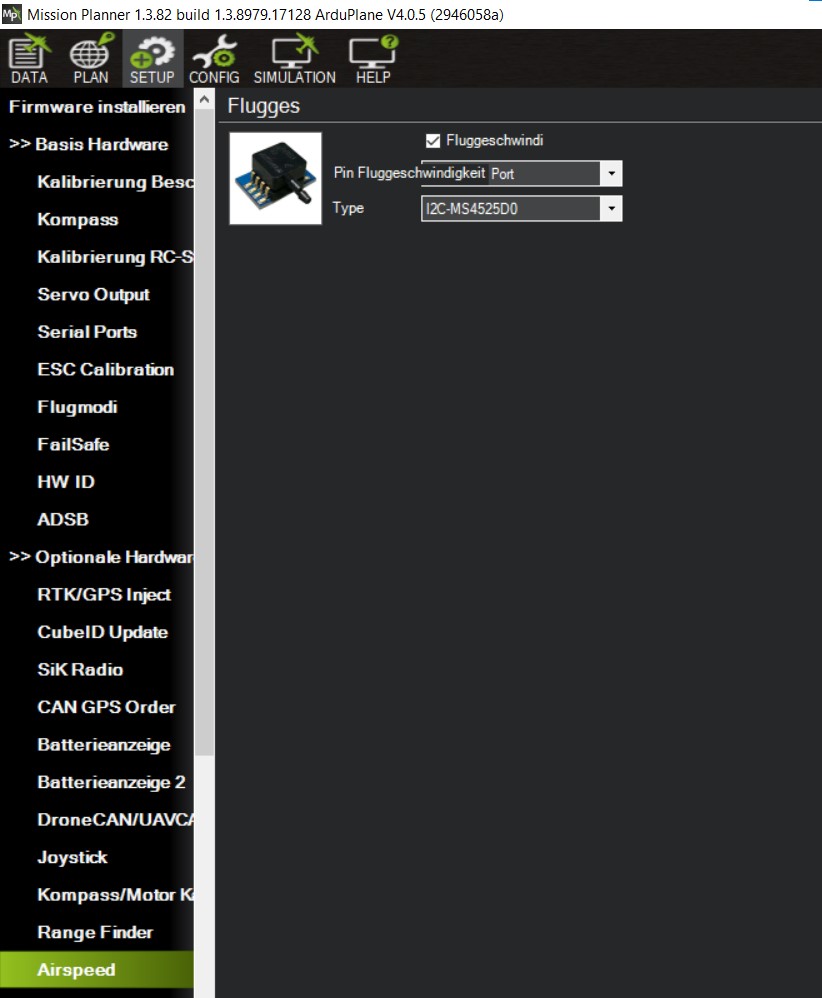 Mission Planner 1.3.82 build 1.3.8979.17128 ArduPlane V4.0.5 (2946058a)
DATA PLAN SETUP CONFIG SIMULATION HELP
Firmware installieren
>> Basis Hardware
Kalibrierung Besc
Kompass
Kalibrierung RC-S
Servo Output
Serial Ports
ESC Calibration
Flugmodi
FailSafe
HW ID
ADSB
>> Optionale Hardwar
RTK/GPS Inject
CubeID Update
SiK Radio
CAN GPS Order
Batterieanzeige
Batterieanzeige 2
DroneCAN/UAVCA
Joystick
Kompass/Motor Ka
Range Finder
Airspeed
Flugges
Fluggeschwindi
Pin Fluggeschwindigkeit Port
Type I2C-MS4525D0